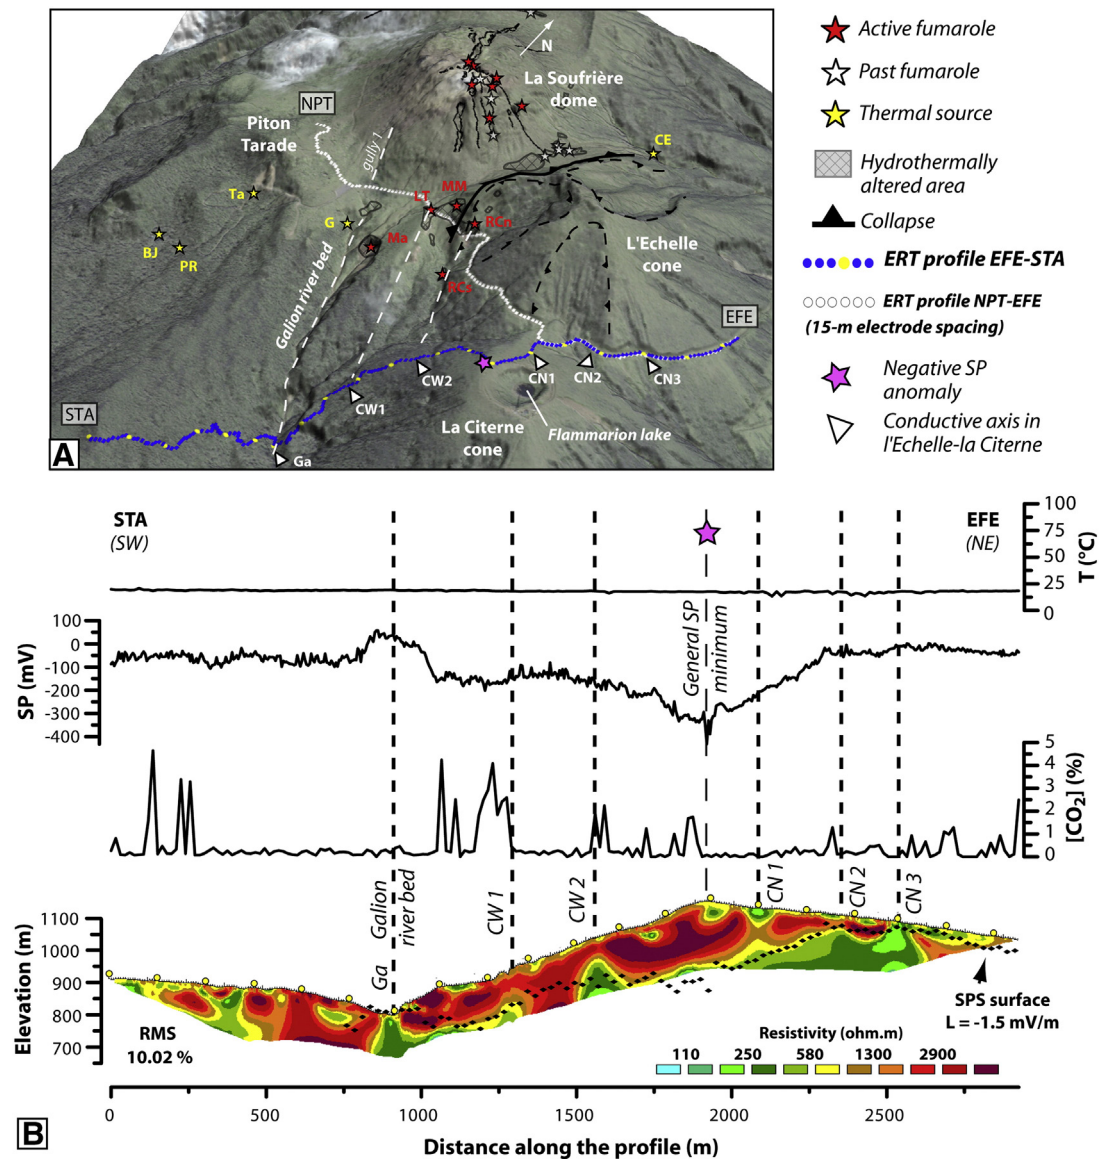 N
La Soufrière
dome
NPT
Piton
Tarade
gully 1
CE
Ta
LT
MM
G
RCn
Ma
BJ
PR
L'Echelle
cone
Galion river bed
RCs
EFE
STA
CW2
CN1
CN2
CN3
CW1
La Citerne
cone
Flammarion lake
Ga
A
Active fumarole
Past fumarole
Thermal source
Hydrothermally
altered area
Collapse
ERT profile EFE-STA
ERT profile NPT-EFE
(15-m electrode spacing)
Negative SP
anomaly
Conductive axis in
l'Echelle-la Citerne
STA
(SW)
EFE
(NE)
100
75
50
25
0
T (°C)
100
0
-100
-200
-300
-400
SP (mV)
General SP
minimum
5
4
3
2
1
0
[CO2] (%)
Ga
Galion
river bed
CW 1
CW 2
CN 1
CN 2
CN 3
1100
1000
900
800
700
Elevation (m)
RMS
10.02 %
SPS surface
L = -1.5 mV/m
Resistivity (ohm.m)
110 250 580 1300 2900
0 500 1000 1500 2000 2500
Distance along the profile (m)
B